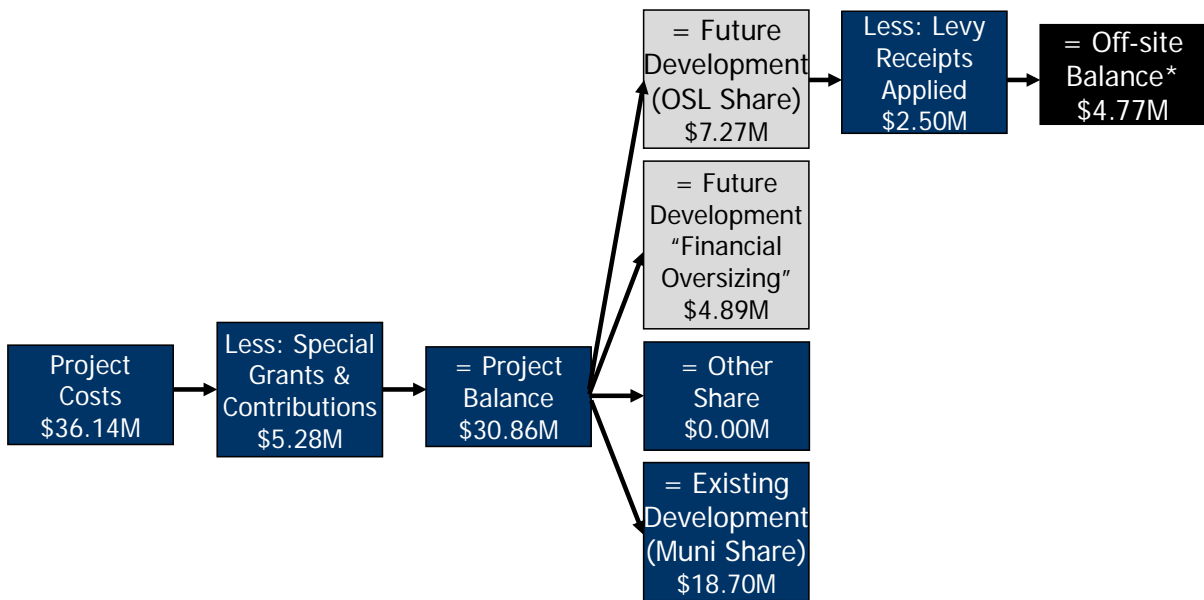 Project
Costs
$36.14M
Less: Special
Grants &
Contributions
$5.28M
= Project
Balance
$30.86M
= Future
Development
(OSL Share)
$7.27M
Less: Levy
Receipts
Applied
$2.50M
= Off-site
Balance*
$4.77M
= Future
Development
“Financial
Oversizing”
$4.89M
= Other
Share
$0.00M
= Existing
Development
(Muni Share)
$18.70M